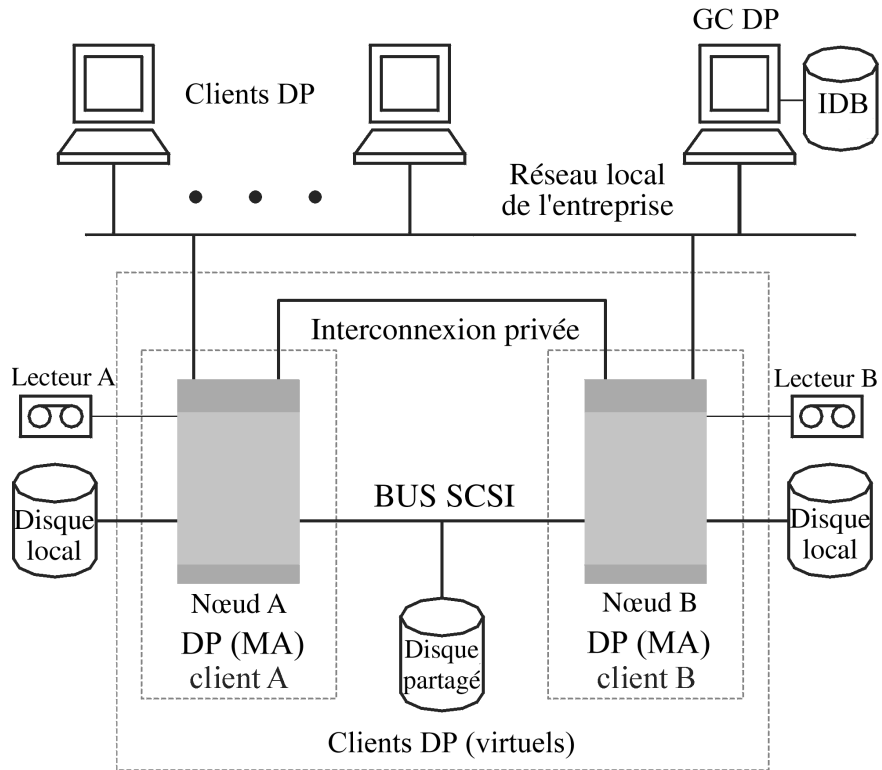 GC DP
Clients DP
IDB
Réseau local
de l'entreprise
Interconnexion privée
Lecteur A
Lecteur B
BUS SCSI
Disque
local
Disque
local
Nœud A
Nœud B
DP (MA)
client A
Disque
partagé
DP (MA)
client B
Clients DP (virtuels)